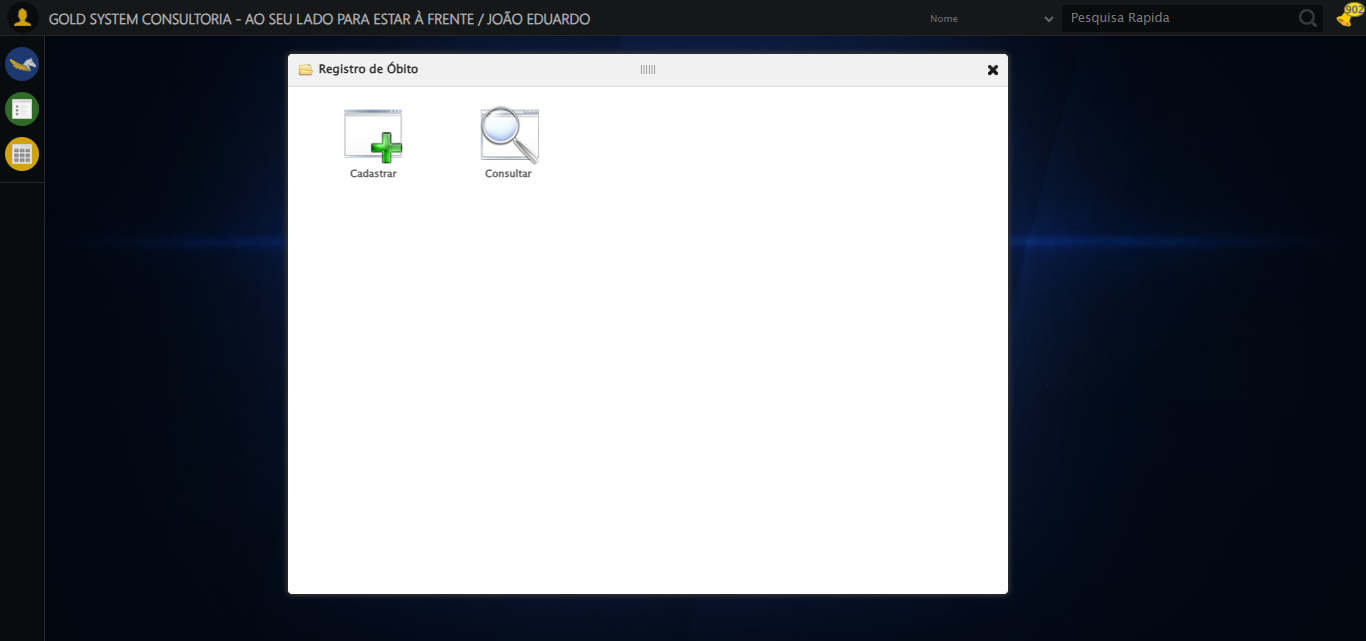 GOLD SYSTEM CONSULTORIA - AO SEU LADO PARA ESTAR À FRENTE / JOÃO EDUARDO
Nome
Pesquisa Rapida
902
Registro de Óbito
Cadastrar
Consultar